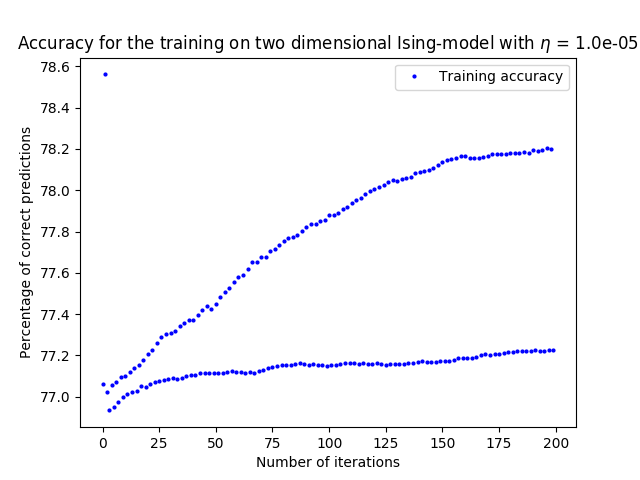 Accuracy for the training on two dimensional Ising-model with η = 1.0e-05
Training accuracy
78.6
78.4
78.2
78.0
77.8
77.6
77.4
77.2
77.0
Percentage of correct predictions
0 25 50 75 100 125 150 175 200
Number of iterations